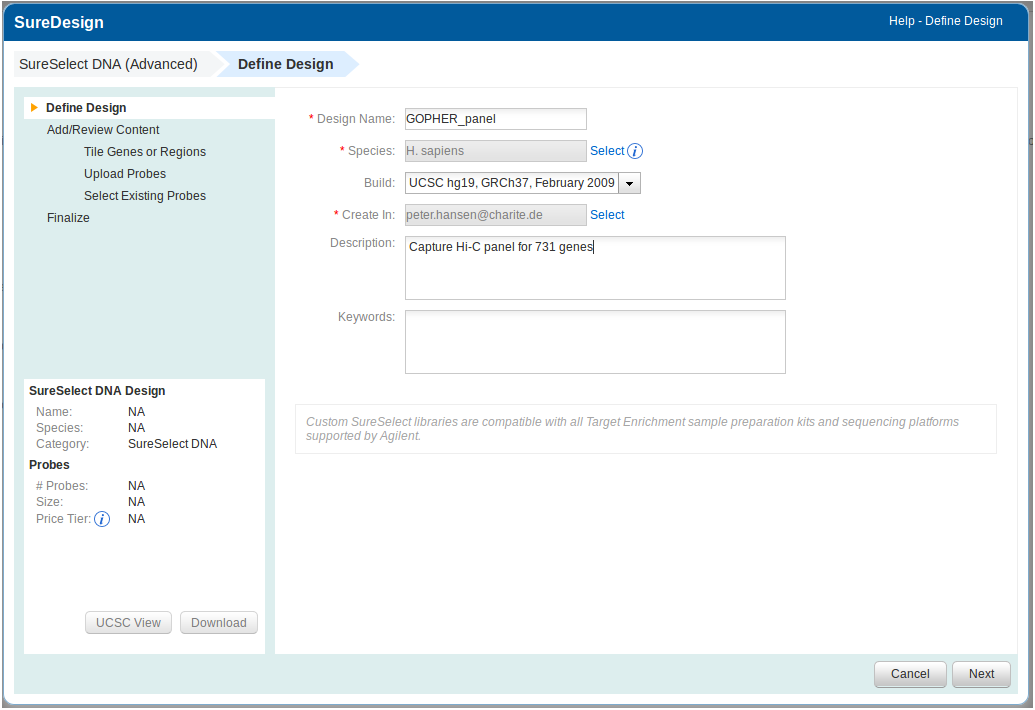 SureDesign
Help - Define Design
SureSelect DNA (Advanced)
Define Design
Define Design
Add/Review Content
Tile Genes or Regions
Upload Probes
Select Existing Probes
Finalize
* Design Name: GOPHER_panel
* Species: H. sapiens Select i
Build: UCSC hg19, GRCh37, February 2009
* Create In: peter.hansen@charite.de Select
Description: Capture Hi-C panel for 731 genes
Keywords:
Custom SureSelect libraries are compatible with all Target Enrichment sample preparation kits and sequencing platforms
supported by Agilent.
SureSelect DNA Design
Name: NA
Species: NA
Category: SureSelect DNA
Probes
# Probes: NA
Size: NA
Price Tier: i NA
UCSC View Download
Cancel Next